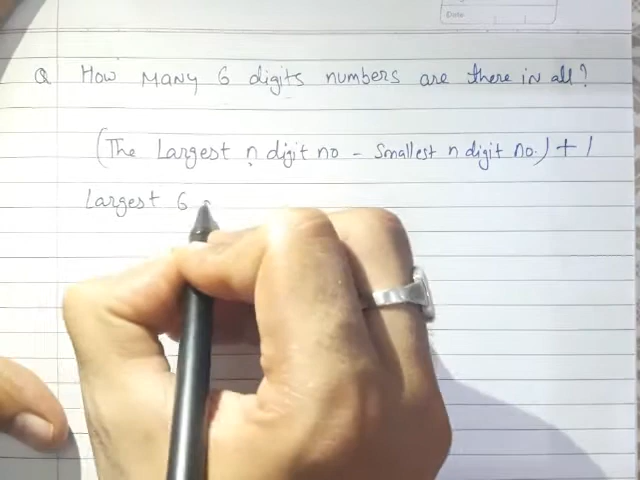 Date
Q How MANY 6 digits numbers are there in all?
(The Largest n digit no - Smallest n digit no.) + 1
Largest 6